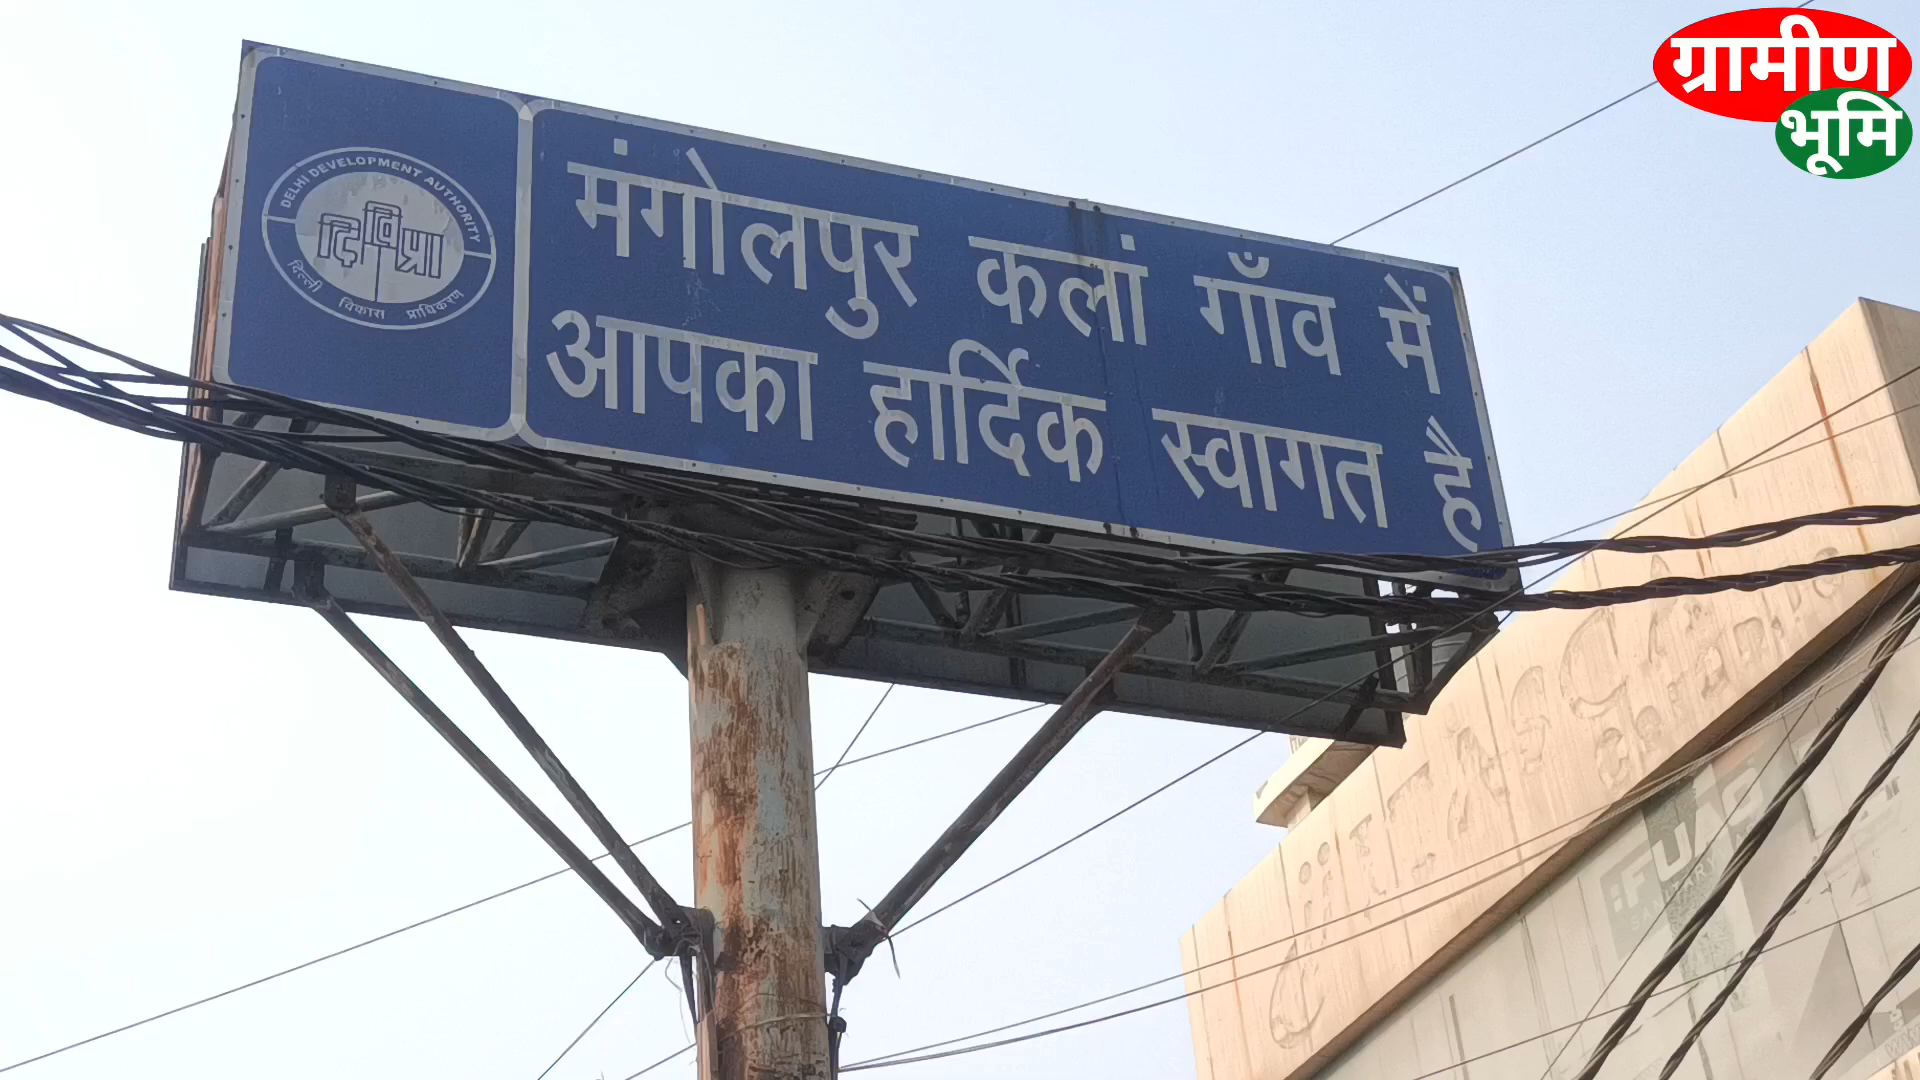 ग्रामीण
भूमि
DELHI DEVELOPMENT AUTHORITY
दिविप्रा
दिल्ली विकास प्राधिकरण
मंगोलपुर कलां गाँव में
आपका हार्दिक स्वागत है